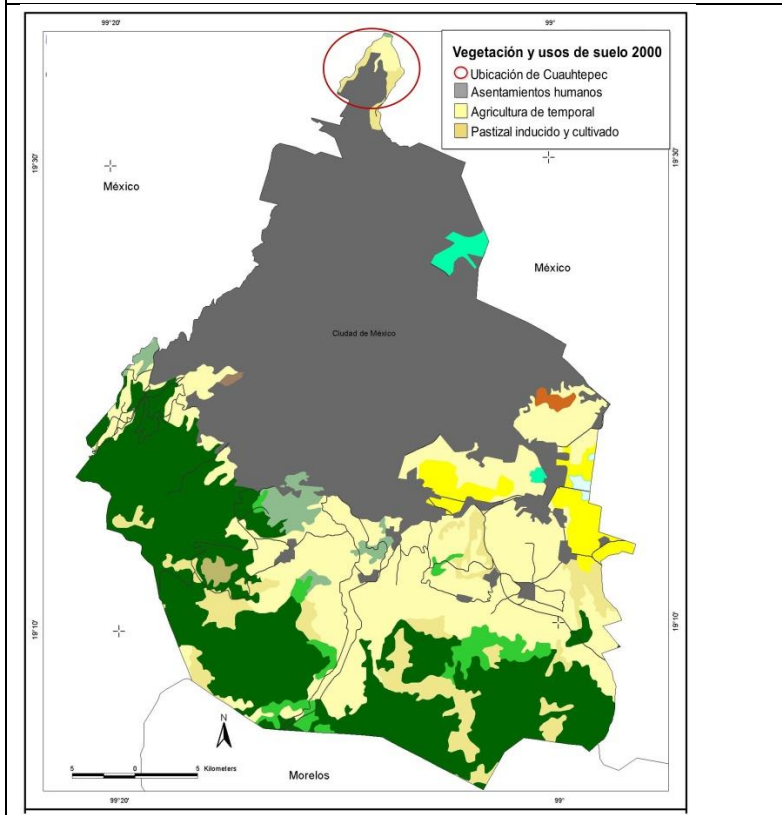 99°20'
99°
Vegetación y usos de suelo 2000
Ubicación de Cuauhtepec
Asentamientos humanos
Agricultura de temporal
Pastizal inducido y cultivado
19°30'
19°30'
México
México
Ciudad de México
19°10'
19°10'
N
5 0 5 Kilometers
Morelos
99°20'
99°